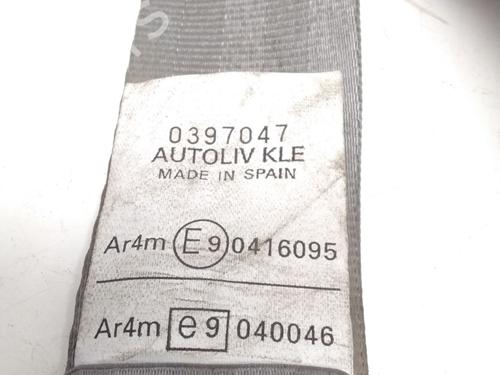 0397047
AUTOLIV KLE
MADE IN SPAIN
Ar4m E9 0416095
Ar4m e9 040046